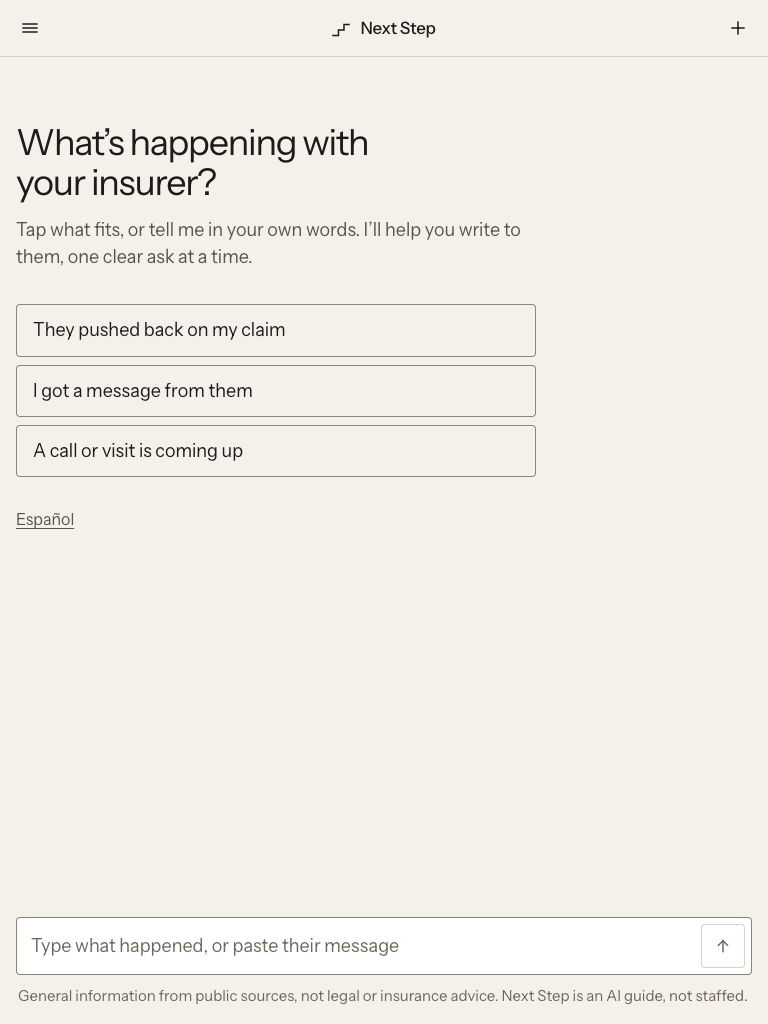 Next Step
What’s happening with
your insurer?
Tap what fits, or tell me in your own words. I’ll help you write to
them, one clear ask at a time.
They pushed back on my claim
I got a message from them
A call or visit is coming up
Español
Type what happened, or paste their message
General information from public sources, not legal or insurance advice. Next Step is an AI guide, not staffed.